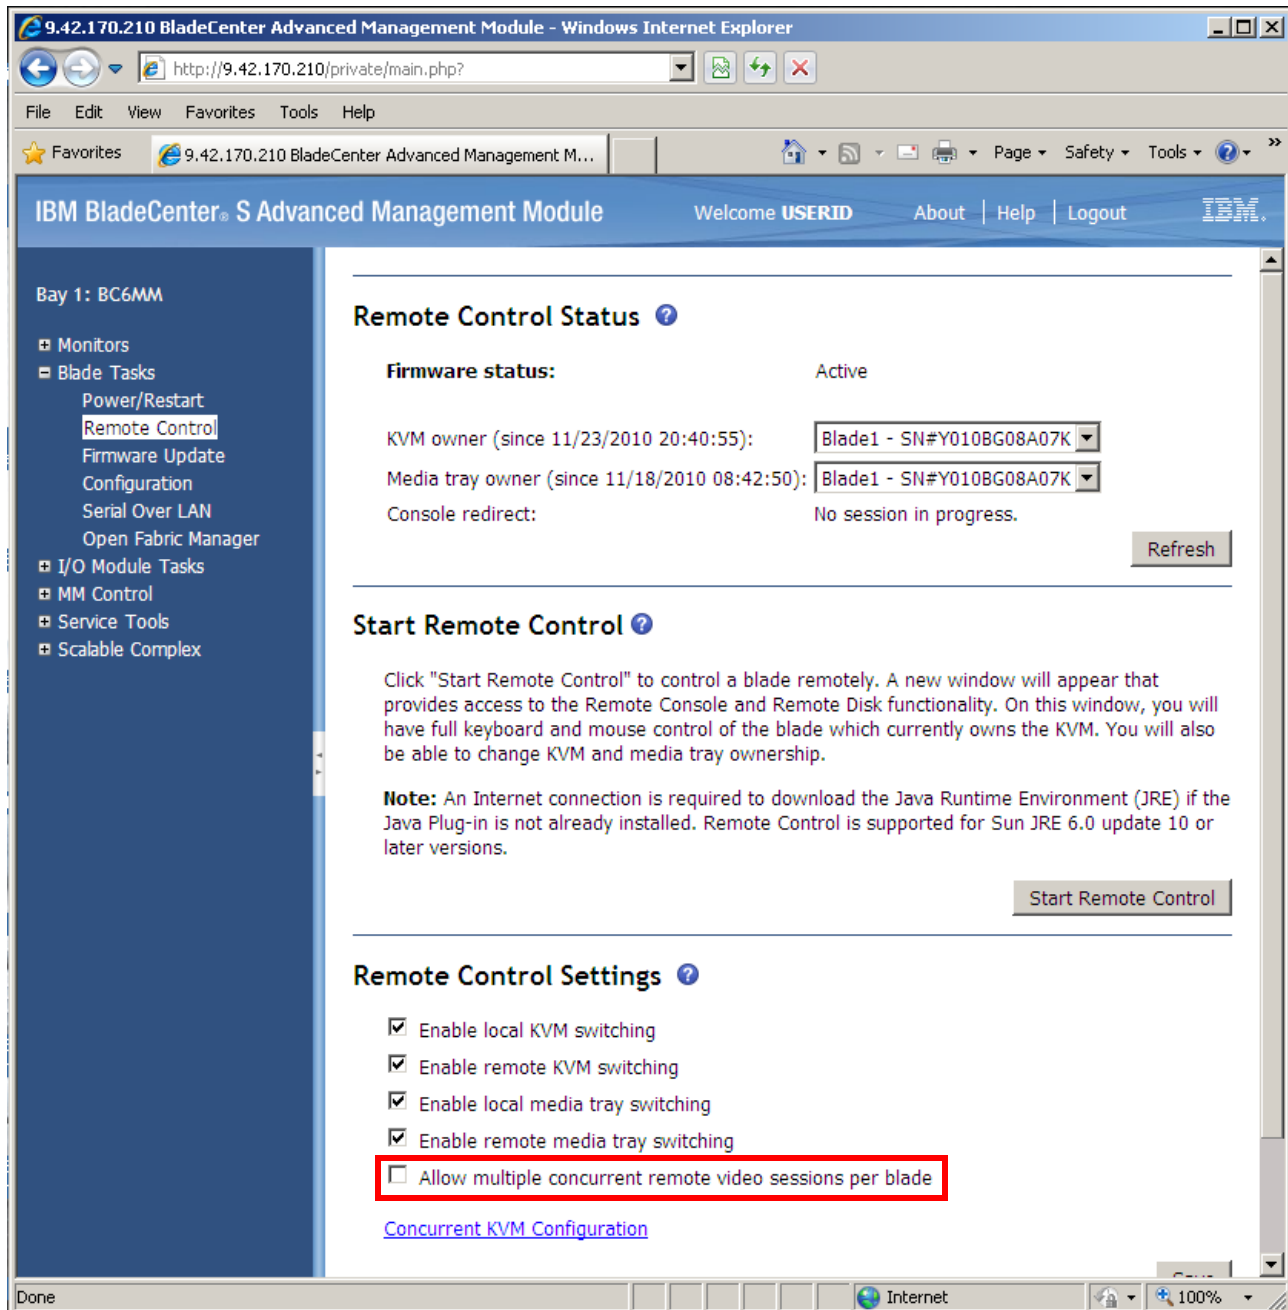 9.42.170.210 BladeCenter Advanced Management Module - Windows Internet Explorer
http://9.42.170.210/private/main.php?
File Edit View Favorites Tools Help
Favorites 9.42.170.210 BladeCenter Advanced Management M... Page Safety Tools »
IBM BladeCenter® S Advanced Management Module Welcome USERID About | Help | Logout IBM.
Bay 1: BC6MM
Monitors
Blade Tasks
Power/Restart
Remote Control
Firmware Update
Configuration
Serial Over LAN
Open Fabric Manager
I/O Module Tasks
MM Control
Service Tools
Scalable Complex
Remote Control Status ?
Firmware status: Active
KVM owner (since 11/23/2010 20:40:55): Blade1 - SN#Y010BG08A07K
Media tray owner (since 11/18/2010 08:42:50): Blade1 - SN#Y010BG08A07K
Console redirect: No session in progress.
Refresh
Start Remote Control ?
Click "Start Remote Control" to control a blade remotely. A new window will appear that
provides access to the Remote Console and Remote Disk functionality. On this window, you will
have full keyboard and mouse control of the blade which currently owns the KVM. You will also
be able to change KVM and media tray ownership.
Note: An Internet connection is required to download the Java Runtime Environment (JRE) if the
Java Plug-in is not already installed. Remote Control is supported for Sun JRE 6.0 update 10 or
later versions.
Start Remote Control
Remote Control Settings ?
Enable local KVM switching
Enable remote KVM switching
Enable local media tray switching
Enable remote media tray switching
Allow multiple concurrent remote video sessions per blade
Concurrent KVM Configuration
Done Internet 100%